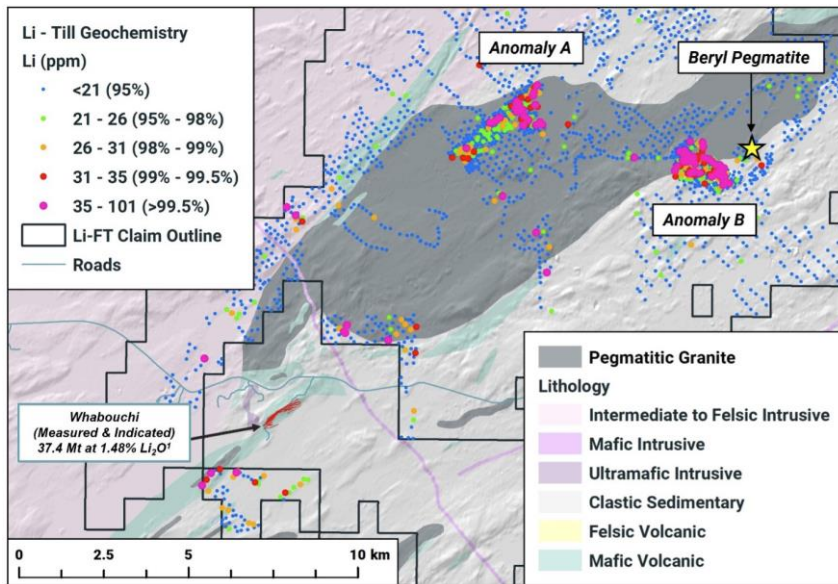 Li - Till Geochemistry
Li (ppm)
<21 (95%)
21 - 26 (95% - 98%)
26 - 31 (98% - 99%)
31 - 35 (99% - 99.5%)
35 - 101 (>99.5%)
Li-FT Claim Outline
Roads
Anomaly A
Beryl Pegmatite
Anomaly B
Whabouchi
(Measured & Indicated)
37.4 Mt at 1.48% Li₂O¹
Pegmatitic Granite
Lithology
Intermediate to Felsic Intrusive
Mafic Intrusive
Ultramafic Intrusive
Clastic Sedimentary
Felsic Volcanic
Mafic Volcanic
0 2.5 5 10 km